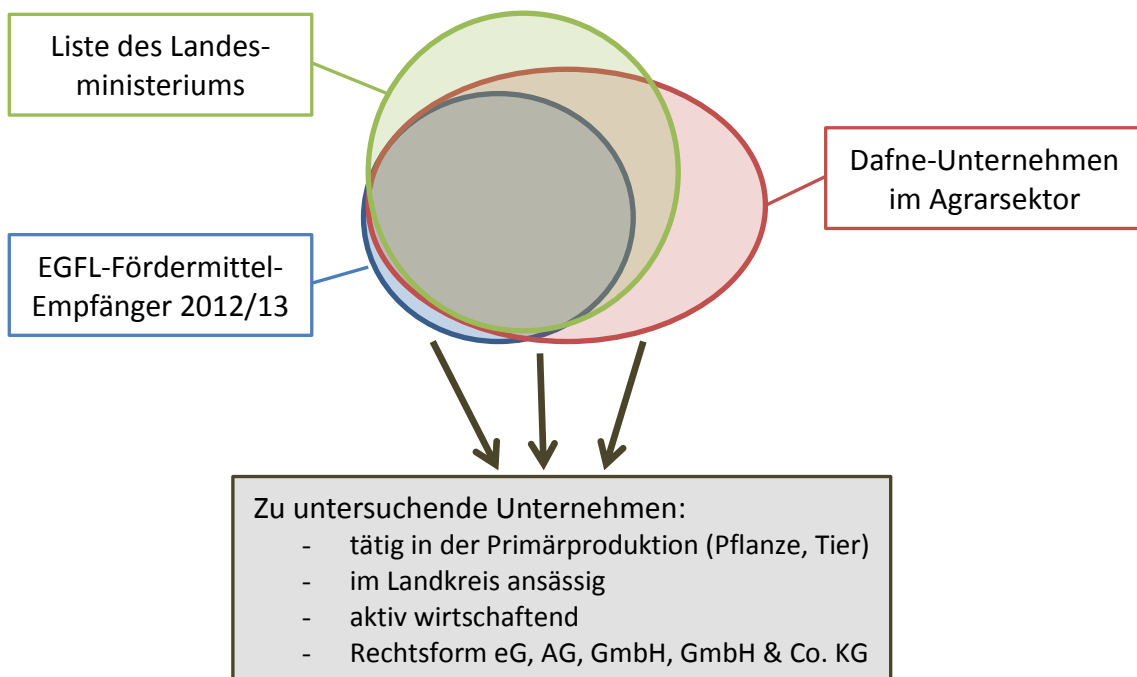 Liste des Landes-
ministeriums
Dafne-Unternehmen
im Agrarsektor
EGFL-Fördermittel-
Empfänger 2012/13
Zu untersuchende Unternehmen:
- tätig in der Primärproduktion (Pflanze, Tier)
- im Landkreis ansässig
- aktiv wirtschaftend
- Rechtsform eG, AG, GmbH, GmbH & Co. KG